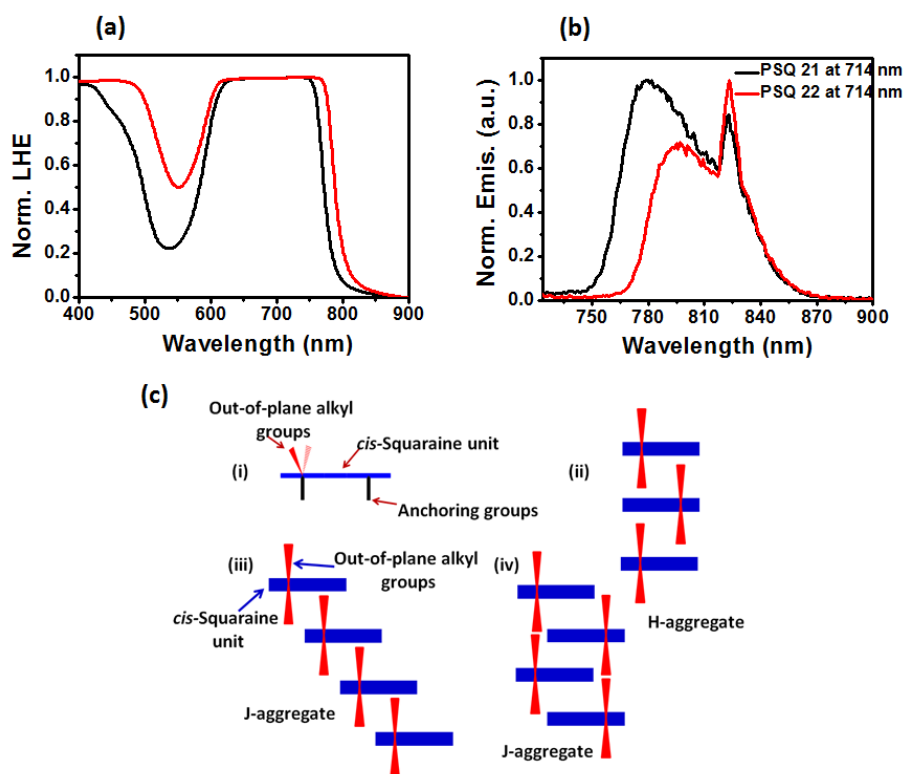 (a)
Norm. LHE
1.0
0.8
0.6
0.4
0.2
0.0
400 500 600 700 800 900
Wavelength (nm)
(b)
Norm. Emis. (a.u.)
1.0
0.8
0.6
0.4
0.2
0.0
PSQ 21 at 714 nm
PSQ 22 at 714 nm
750 780 810 840 870 900
Wavelength (nm)
(c)
Out-of-plane alkyl
groups
cis-Squaraine unit
(i)
Anchoring groups
(ii)
H-aggregate
(iii)
Out-of-plane alkyl
groups
cis-Squaraine
unit
J-aggregate
(iv)
J-aggregate